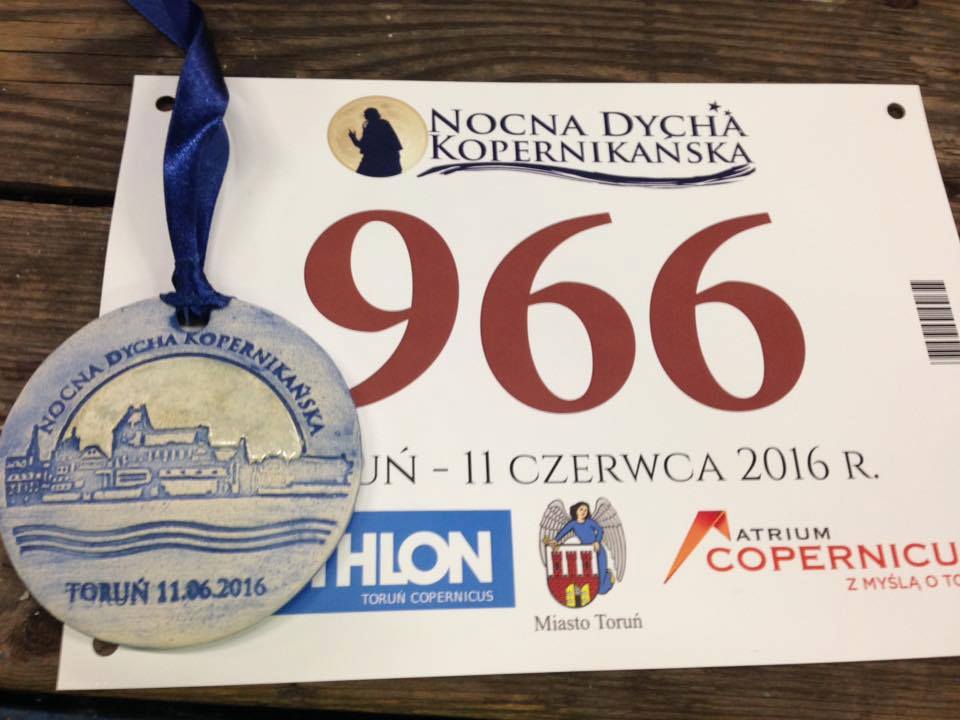 NOCNA DYCHA
KOPERNIKAŃSKA
966
UŃ - 11 CZERWCA 2016 R.
NOCNA DYCHA KOPERNIKAŃSKA
TORUŃ 11.06.2016
THLON
TORUŃ COPERNICUS
Miasto Toruń
ATRIUM
COPERNICU
Z MYŚLĄ O TO